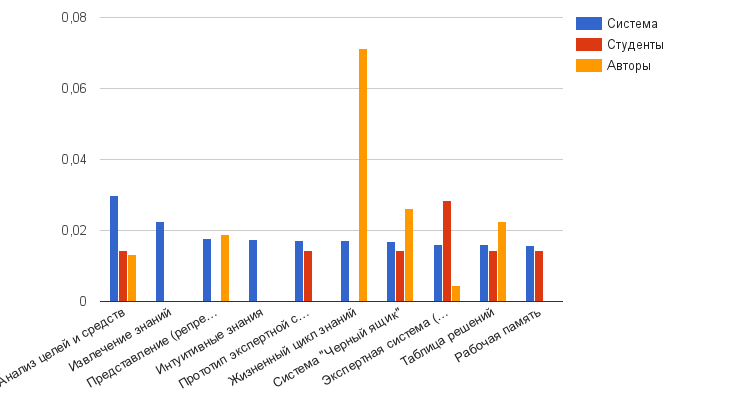 0,08
0,06
0,04
0,02
0
Система
Студенты
Авторы
Анализ целей и средств
Извлечение знаний
Представление (репре...
Интуитивные знания
Прототип экспертной с...
Жизненный цикл знаний
Система "Черный ящик"
Экспертная система (...
Таблица решений
Рабочая память